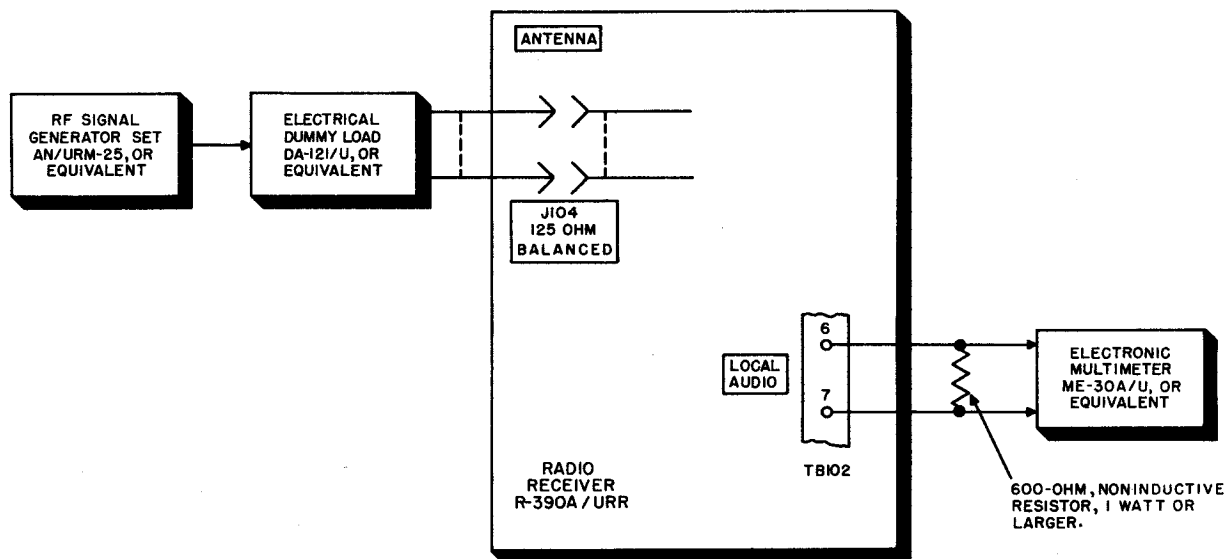 ANTENNA
RF SIGNAL
GENERATOR SET
AN/URM-25, OR
EQUIVALENT
ELECTRICAL
DUMMY LOAD
DA-121/U, OR
EQUIVALENT
J104
125 OHM
BALANCED
LOCAL
AUDIO
6
7
TB102
ELECTRONIC
MULTIMETER
ME-30A/U, OR
EQUIVALENT
RADIO
RECEIVER
R-390A/URR
600-OHM, NONINDUCTIVE
RESISTOR, 1 WATT OR
LARGER.